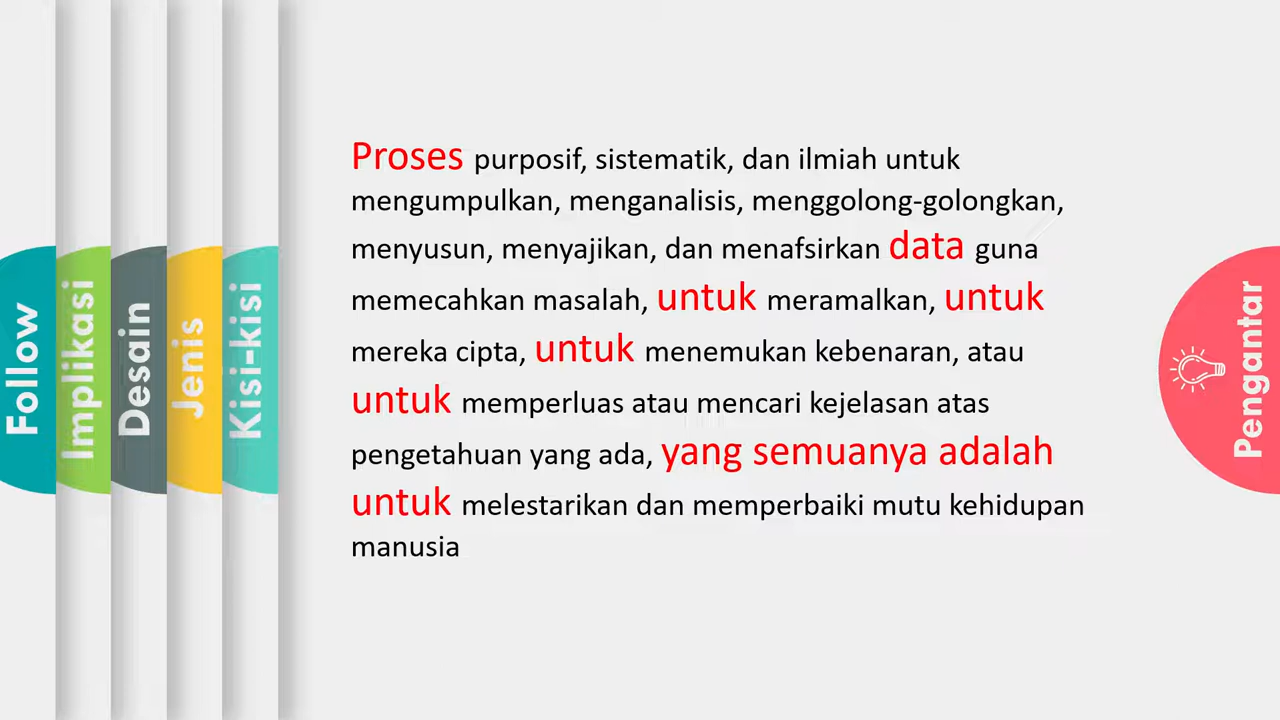 Follow
Implikasi
Desain
Jenis
Kisi-kisi
Proses purposif, sistematik, dan ilmiah untuk
mengumpulkan, menganalisis, menggolong-golongkan,
menyusun, menyajikan, dan menafsirkan data guna
memecahkan masalah, untuk meramalkan, untuk
mereka cipta, untuk menemukan kebenaran, atau
untuk memperluas atau mencari kejelasan atas
pengetahuan yang ada, yang semuanya adalah
untuk melestarikan dan memperbaiki mutu kehidupan
manusia
Pengantar